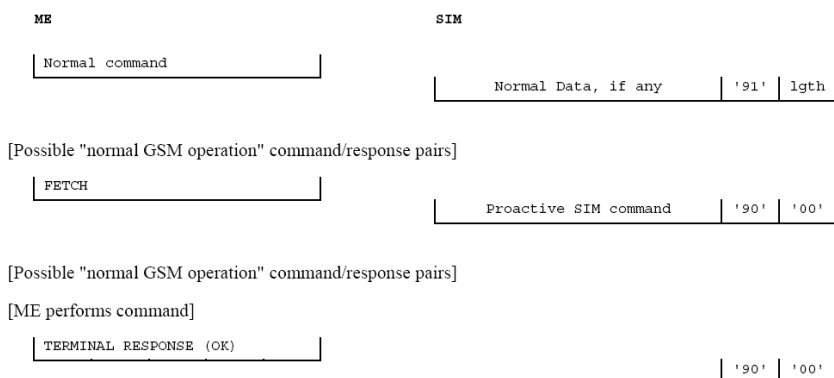 ME SIM
Normal command
Normal Data, if any '91' lgth
[Possible "normal GSM operation" command/response pairs]
FETCH
Proactive SIM command '90' '00'
[Possible "normal GSM operation" command/response pairs]
[ME performs command]
TERMINAL RESPONSE (OK)
'90' '00'